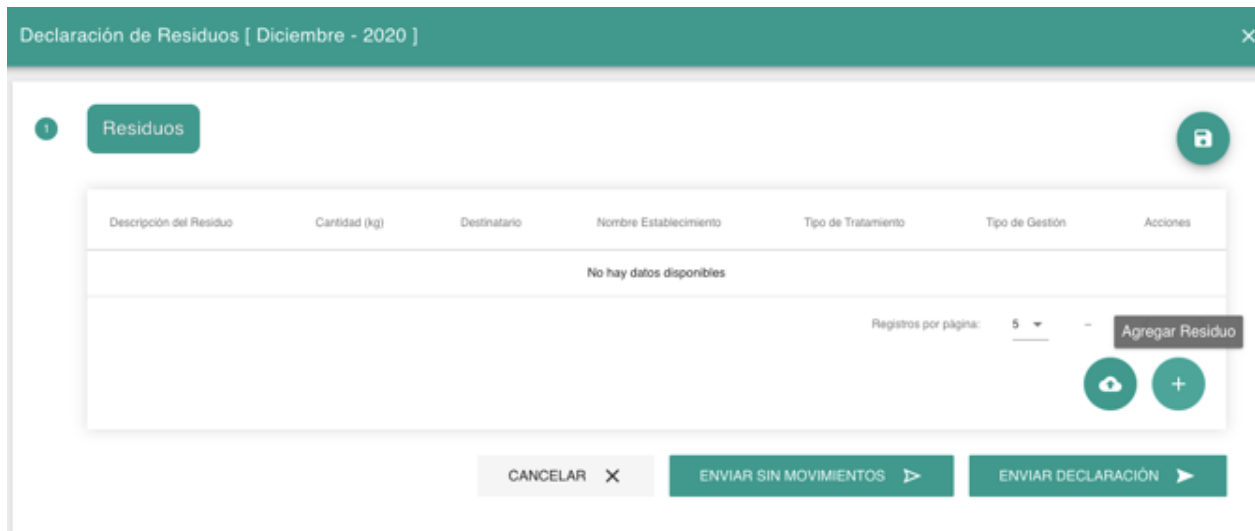 Declaración de Residuos [ Diciembre - 2020 ]
1
Residuos
Descripción del Residuo Cantidad (kg) Destinatario Nombre Establecimiento Tipo de Tratamiento Tipo de Gestión Acciones
No hay datos disponibles
Registros por página: 5 –
Agregar Residuo
CANCELAR ENVIAR SIN MOVIMIENTOS ENVIAR DECLARACIÓN